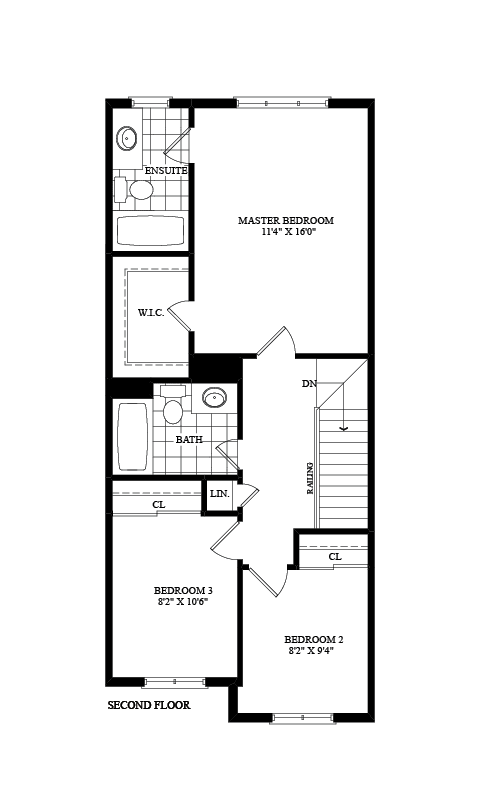 ENSUITE
MASTER BEDROOM
11'4" X 16'0"
W.I.C.
DN
BATH
RAILING
LIN.
CL
CL
BEDROOM 3
8'2" X 10'6"
BEDROOM 2
8'2" X 9'4"
SECOND FLOOR